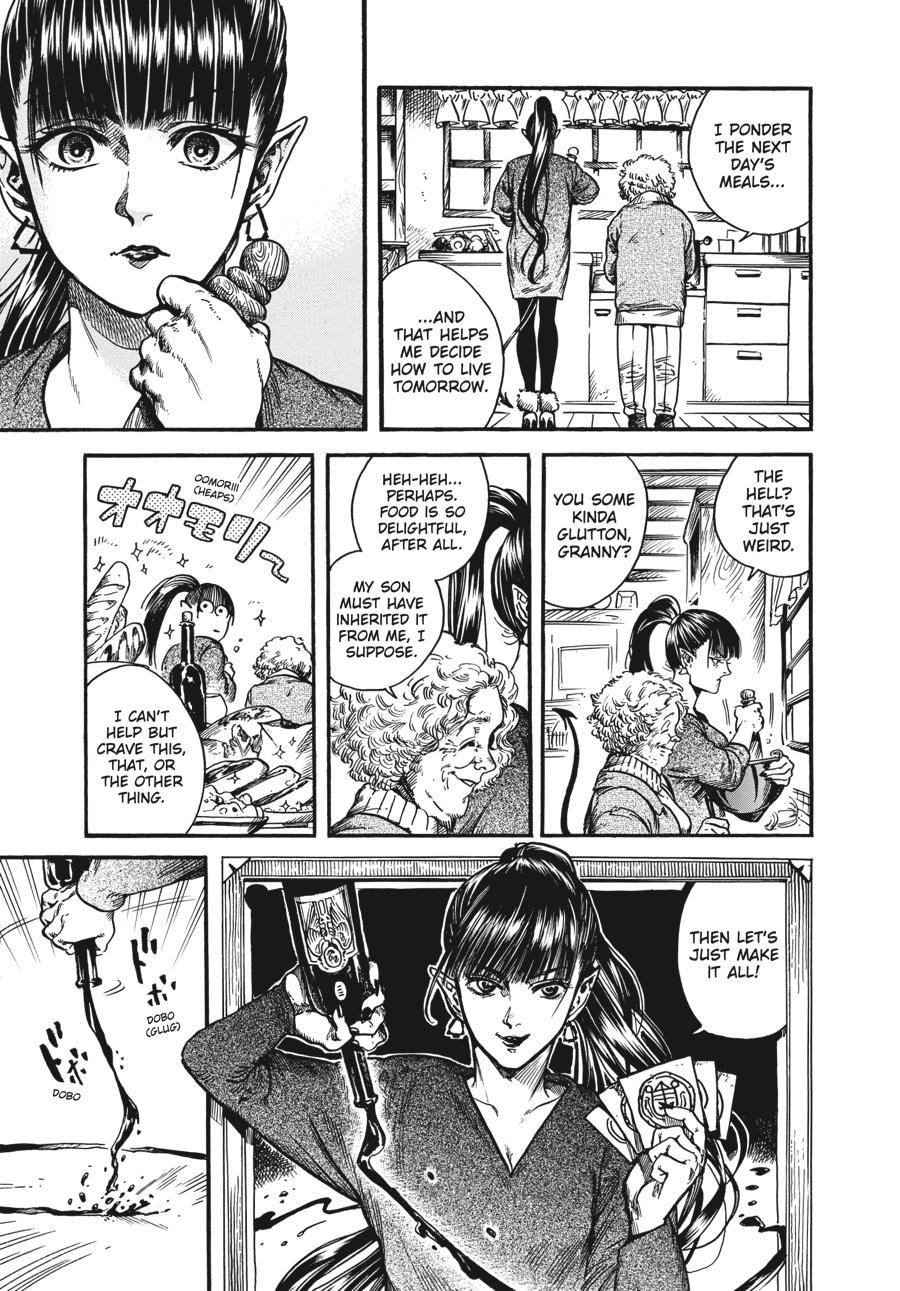 I PONDER
THE NEXT
DAY'S
MEALS...
...AND
THAT HELPS
ME DECIDE
HOW TO LIVE
TOMORROW.
THE
HELL?
THAT'S
JUST
WEIRD.
YOU SOME
KINDA
GLUTTON,
GRANNY?
HEH-HEH...
PERHAPS.
FOOD IS SO
DELIGHTFUL,
AFTER ALL.
MY SON
MUST HAVE
INHERITED IT
FROM ME, I
SUPPOSE.
オオモリ〜
OOMORIII
(HEAPS)
I CAN'T
HELP BUT
CRAVE THIS,
THAT, OR
THE OTHER
THING.
THEN LET'S
JUST MAKE
IT ALL!
ドボ
DOBO
(GLUG)
ドボ
DOBO